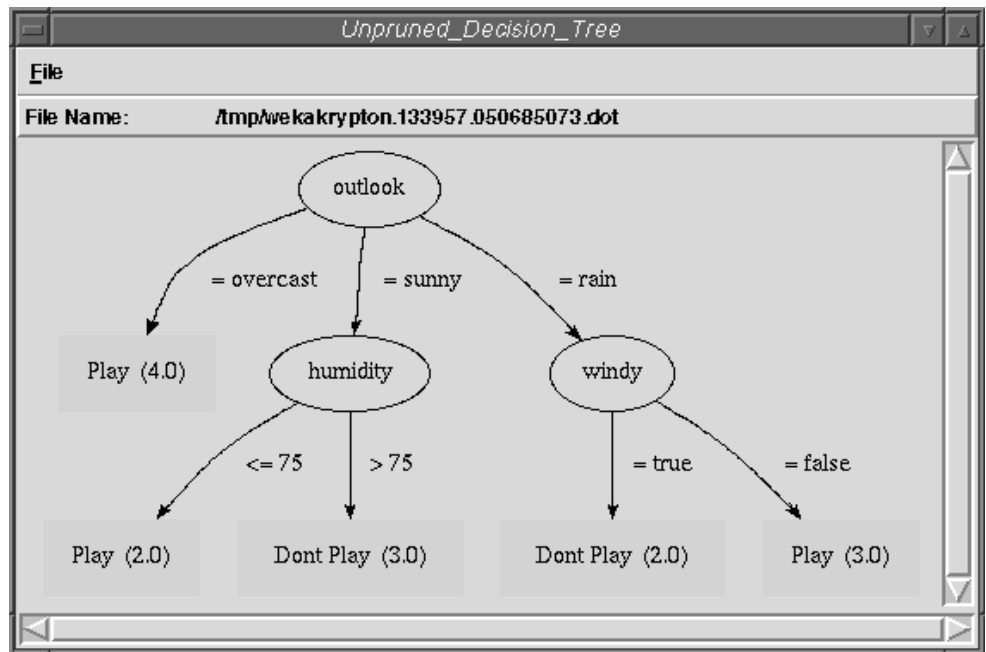 Unpruned_Decision_Tree
File
File Name: /tmp/wekakrypton.133957.050685073.dot
outlook
= overcast = sunny = rain
Play (4.0) humidity windy
<= 75 > 75 = true = false
Play (2.0) Dont Play (3.0) Dont Play (2.0) Play (3.0)